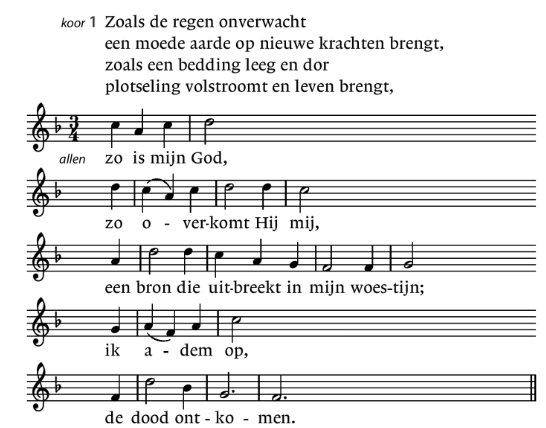 koor 1 Zoals de regen onverwacht
een moede aarde op nieuwe krachten brengt,
zoals een bedding leeg en dor
plotseling volstroomt en leven brengt,
3
4
allen zo is mijn God,
zo o - ver-komt Hij mij,
een bron die uit-breekt in mijn woes-tijn;
ik a - dem op,
de dood ont - ko - men.